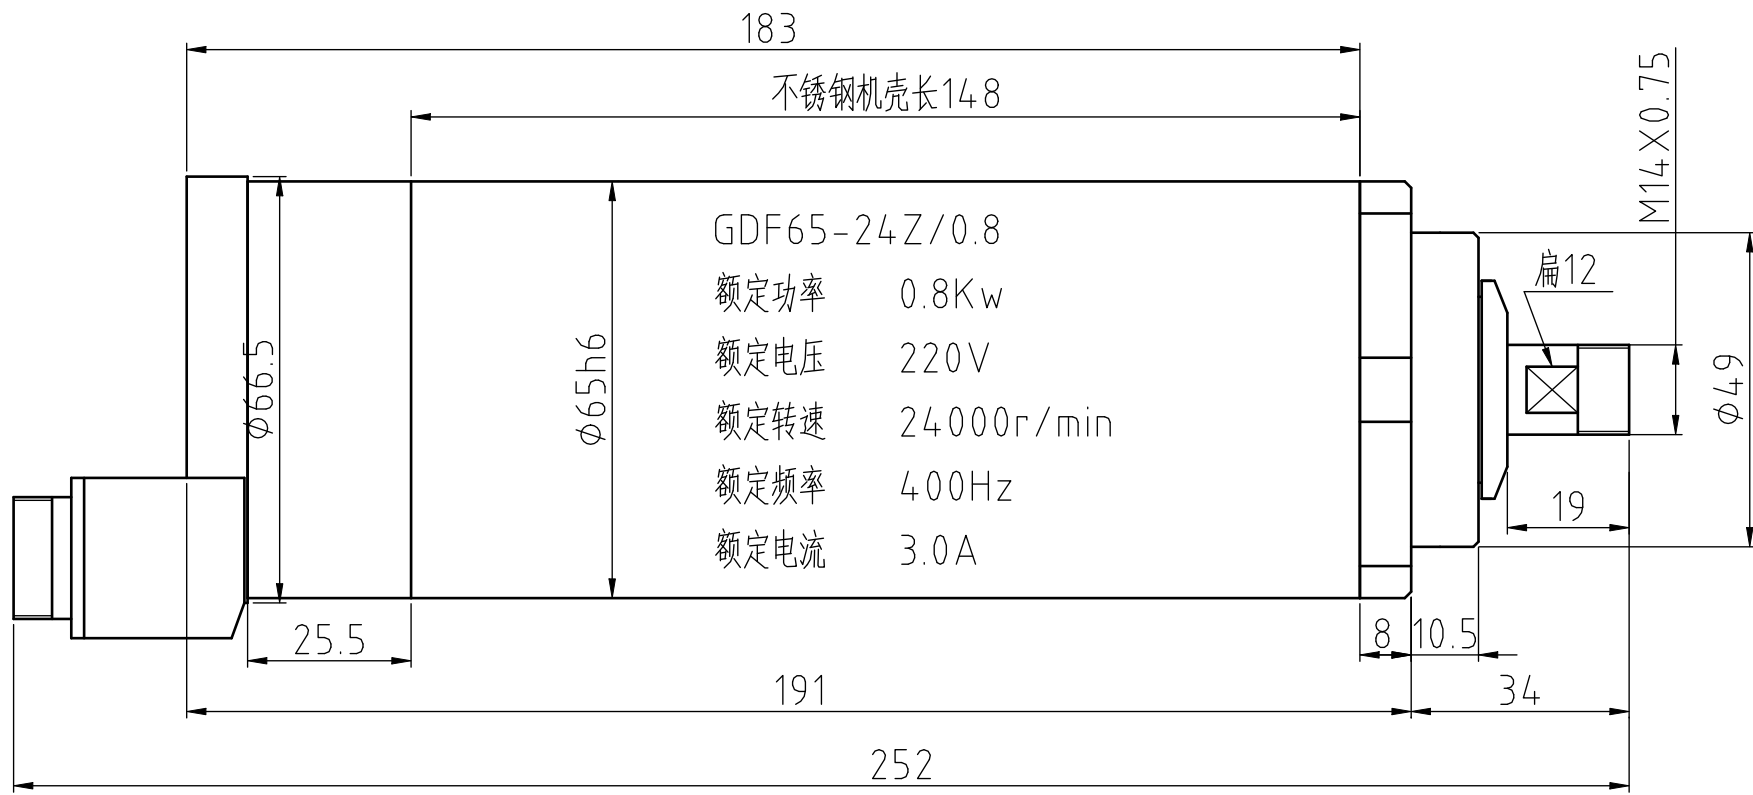 183
不锈钢机壳长148
M14X0.75
GDF65-24Z/0.8
额定功率 0.8Kw
扁12
额定电压 220V
φ66.5
φ65h6
φ49
额定转速 24000r/min
额定频率 400Hz
19
额定电流 3.0A
25.5
8
10.5
191
34
252